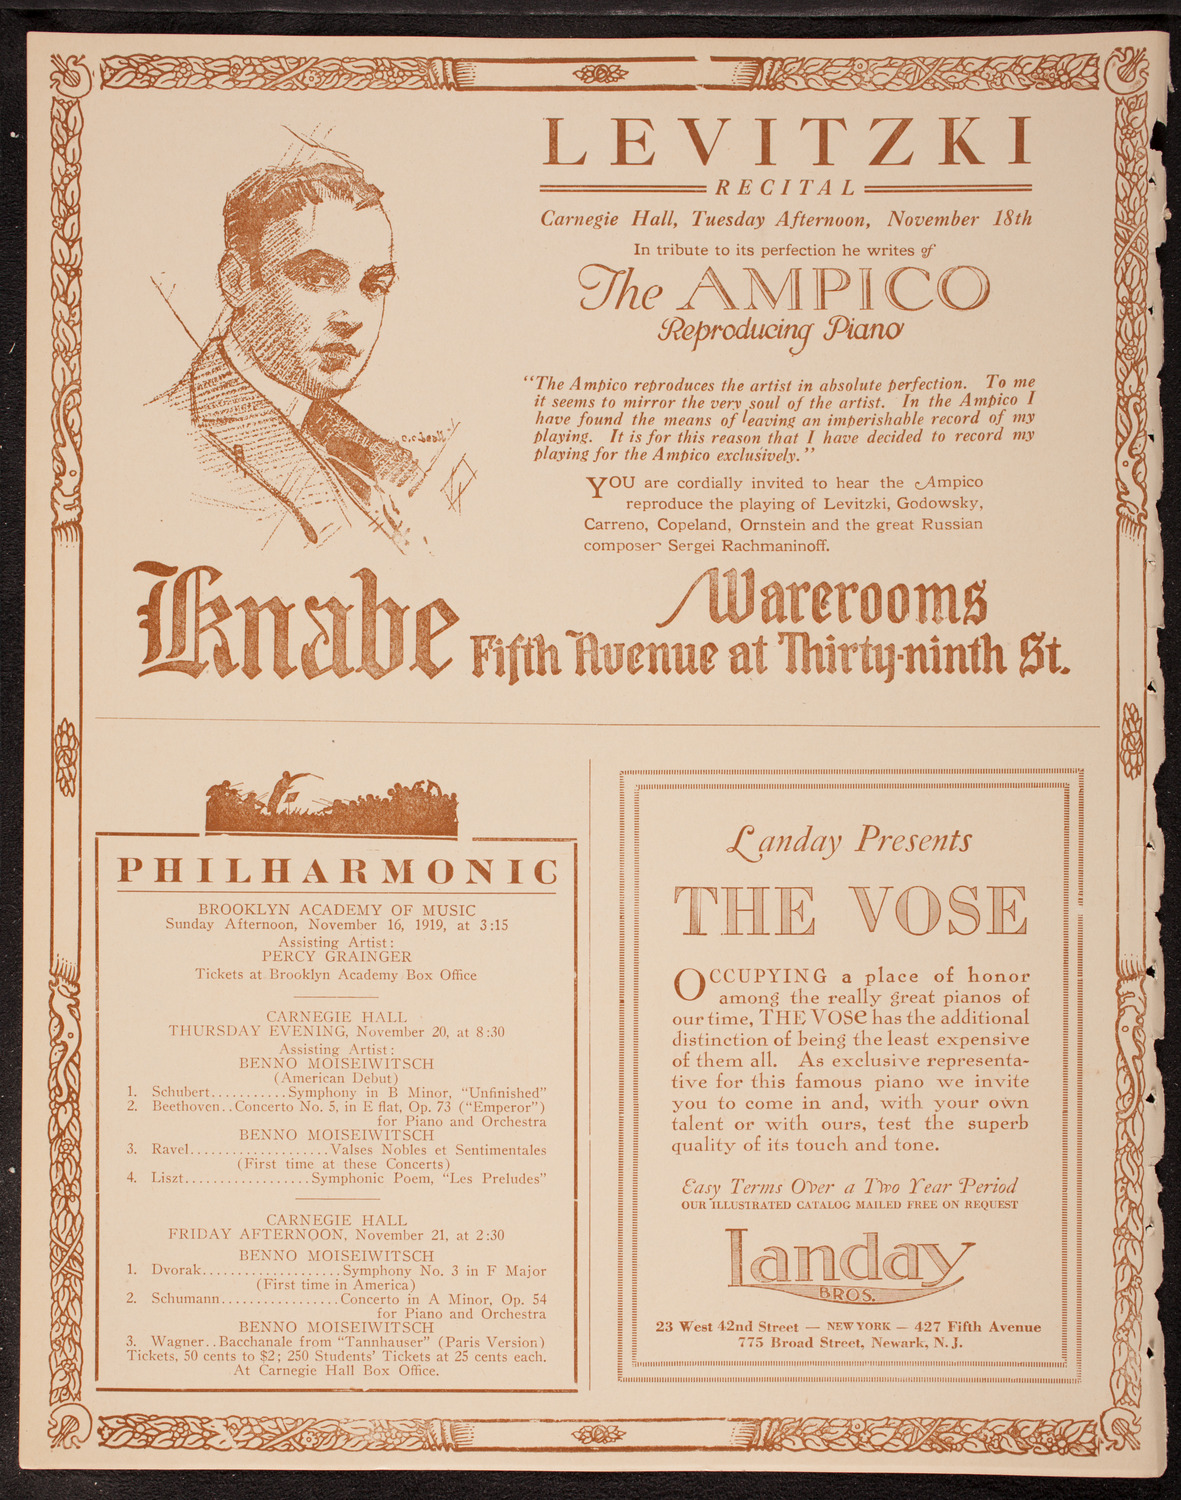 LEVITZKI
RECITAL
Carnegie Hall, Tuesday Afternoon, November 18th
In tribute to its perfection he writes of
The AMPICO
Reproducing Piano
"The Ampico reproduces the artist in absolute perfection. To me
it seems to mirror the very soul of the artist. In the Ampico I
have found the means of leaving an imperishable record of my
playing. It is for this reason that I have decided to record my
playing for the Ampico exclusively."
YOU are cordially invited to hear the Ampico
reproduce the playing of Levitzki, Godowsky,
Carreno, Copeland, Ornstein and the great Russian
composer Sergei Rachmaninoff.
Knabe Warerooms
Fifth Avenue at Thirty-ninth St.
PHILHARMONIC
BROOKLYN ACADEMY OF MUSIC
Sunday Afternoon, November 16, 1919, at 3:15
Assisting Artist:
PERCY GRAINGER
Tickets at Brooklyn Academy Box Office
CARNEGIE HALL
THURSDAY EVENING, November 20, at 8:30
Assisting Artist:
BENNO MOISEIWITSCH
(American Debut)
1. Schubert...........Symphony in B Minor, "Unfinished"
2. Beethoven..Concerto No. 5, in E flat, Op. 73 ("Emperor")
for Piano and Orchestra
BENNO MOISEIWITSCH
3. Ravel....................Valses Nobles et Sentimentales
(First time at these Concerts)
4. Liszt..................Symphonic Poem, "Les Preludes"
CARNEGIE HALL
FRIDAY AFTERNOON, November 21, at 2:30
BENNO MOISEIWITSCH
1. Dvorak....................Symphony No. 3 in F Major
(First time in America)
2. Schumann.................Concerto in A Minor, Op. 54
for Piano and Orchestra
BENNO MOISEIWITSCH
3. Wagner..Bacchanale from "Tannhauser" (Paris Version)
Tickets, 50 cents to $2; 250 Students' Tickets at 25 cents each.
At Carnegie Hall Box Office.
Landay Presents
THE VOSE
OCCUPYING a place of honor
among the really great pianos of
our time, THE VOSe has the additional
distinction of being the least expensive
of them all. As exclusive representa-
tive for this famous piano we invite
you to come in and, with your own
talent or with ours, test the superb
quality of its touch and tone.
Easy Terms Over a Two Year Period
OUR ILLUSTRATED CATALOG MAILED FREE ON REQUEST
Landay
BROS.
23 West 42nd Street — NEW YORK — 427 Fifth Avenue
775 Broad Street, Newark, N. J.